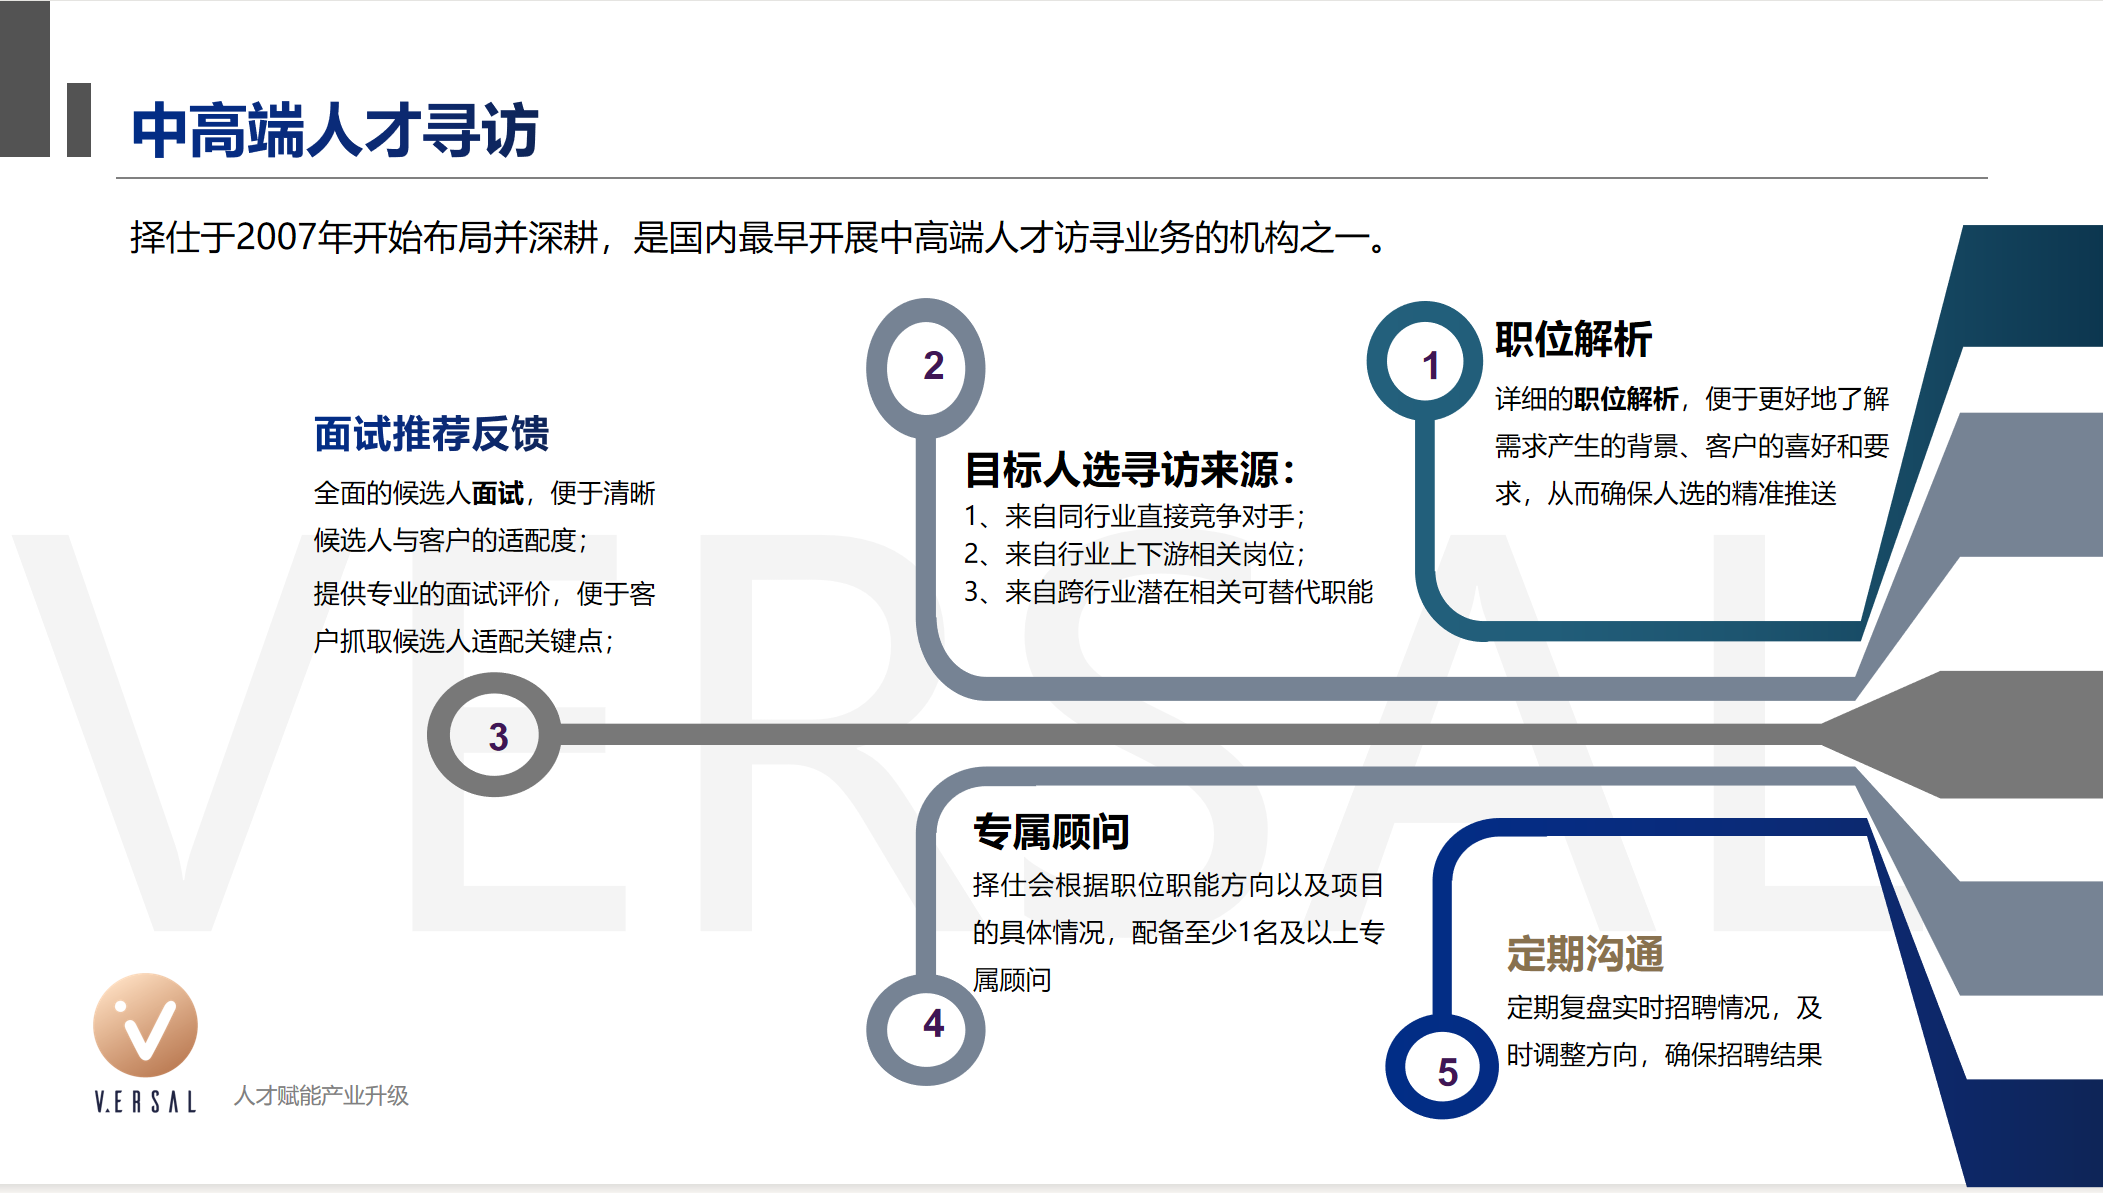 中高端人才寻访
择仕于2007年开始布局并深耕，是国内最早开展中高端人才访寻业务的机构之一。
1
职位解析
详细的职位解析，便于更好地了解
需求产生的背景、客户的喜好和要
求，从而确保人选的精准推送
2
目标人选寻访来源：
1、来自同行业直接竞争对手；
2、来自行业上下游相关岗位；
3、来自跨行业潜在相关可替代职能
面试推荐反馈
全面的候选人面试，便于清晰
候选人与客户的适配度；
提供专业的面试评价，便于客
户抓取候选人适配关键点；
3
专属顾问
择仕会根据职位职能方向以及项目
的具体情况，配备至少1名及以上专
属顾问
4
定期沟通
定期复盘实时招聘情况，及
时调整方向，确保招聘结果
5
VERSAL
V.ERSAL
人才赋能产业升级